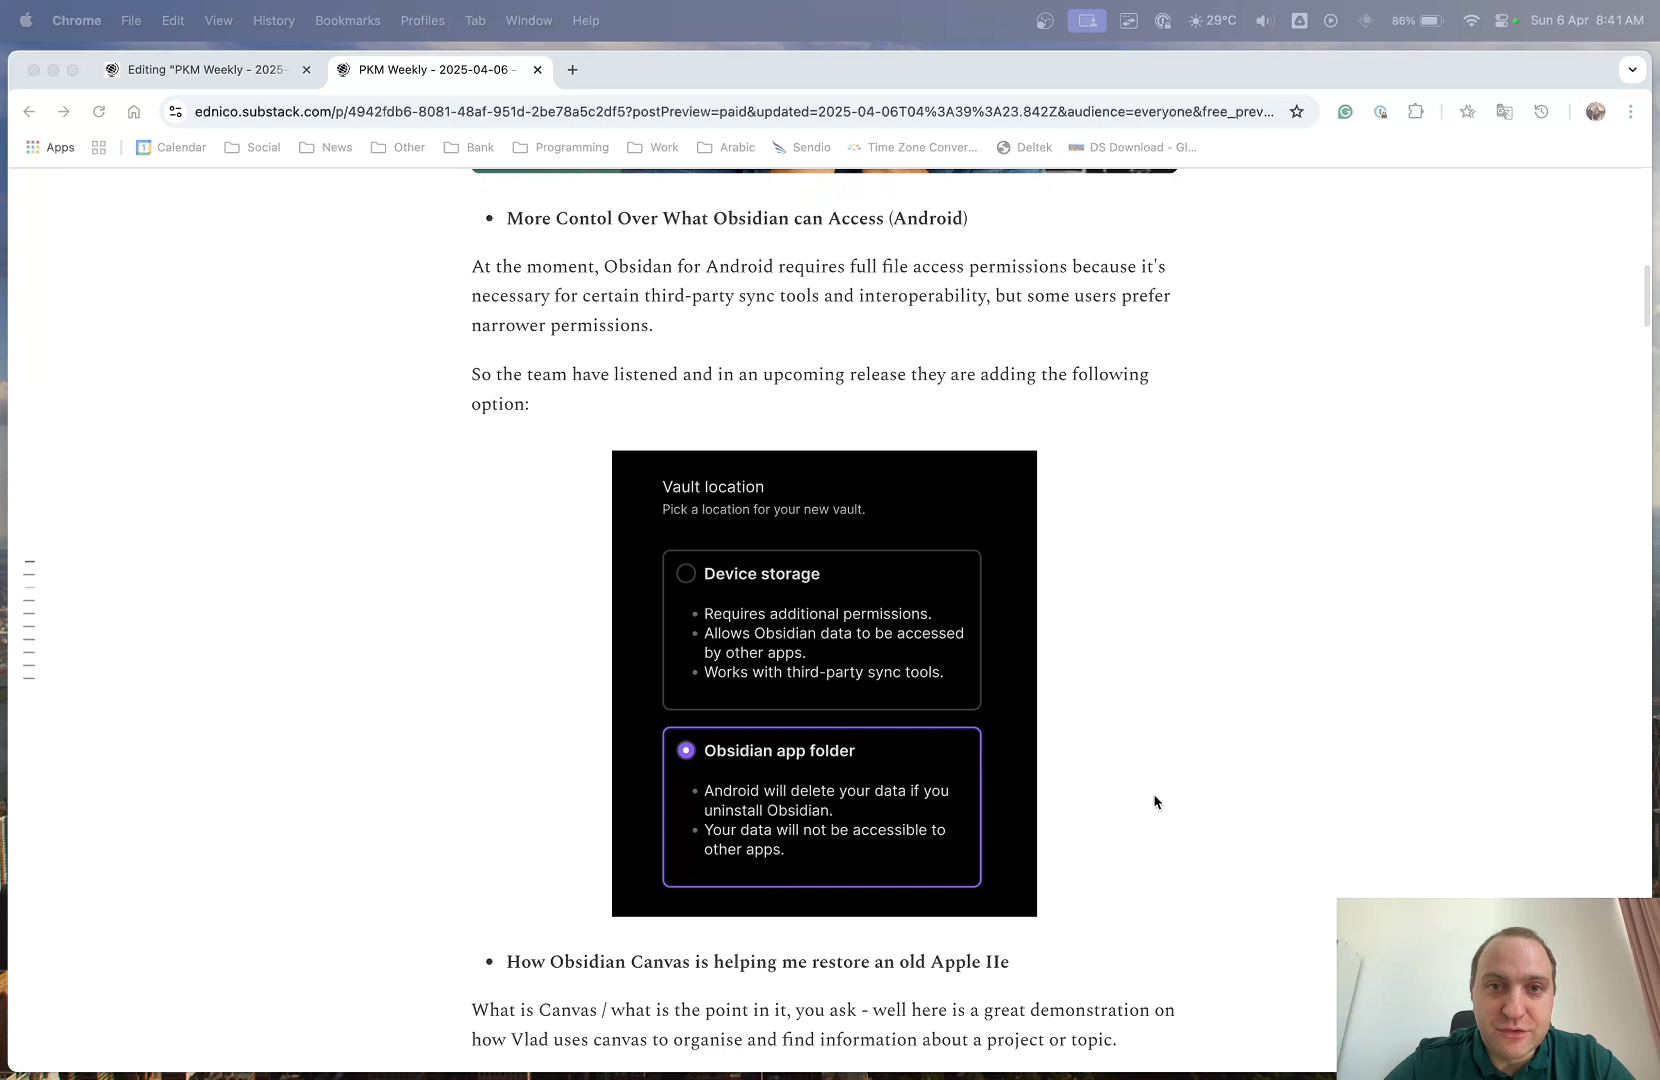 Chrome File Edit View History Bookmarks Profiles Tab Window Help 29°C 86% Sun 6 Apr 8:41 AM
Editing "PKM Weekly - 2025- PKM Weekly - 2025-04-06 -
ednico.substack.com/p/4942fdb6-8081-48af-951d-2be78a5c2df5?postPreview=paid&updated=2025-04-06T04%3A39%3A23.842Z&audience=everyone&free_prev...
Apps Calendar Social News Other Bank Programming Work Arabic Sendio Time Zone Conver... Deltek DS Download - Gl...
• More Contol Over What Obsidian can Access (Android)
At the moment, Obsidan for Android requires full file access permissions because it's
necessary for certain third-party sync tools and interoperability, but some users prefer
narrower permissions.
So the team have listened and in an upcoming release they are adding the following
option:
Vault location
Pick a location for your new vault.
Device storage
• Requires additional permissions.
• Allows Obsidian data to be accessed
by other apps.
• Works with third-party sync tools.
Obsidian app folder
• Android will delete your data if you
uninstall Obsidian.
• Your data will not be accessible to
other apps.
• How Obsidian Canvas is helping me restore an old Apple IIe
What is Canvas / what is the point in it, you ask - well here is a great demonstration on
how Vlad uses canvas to organise and find information about a project or topic.